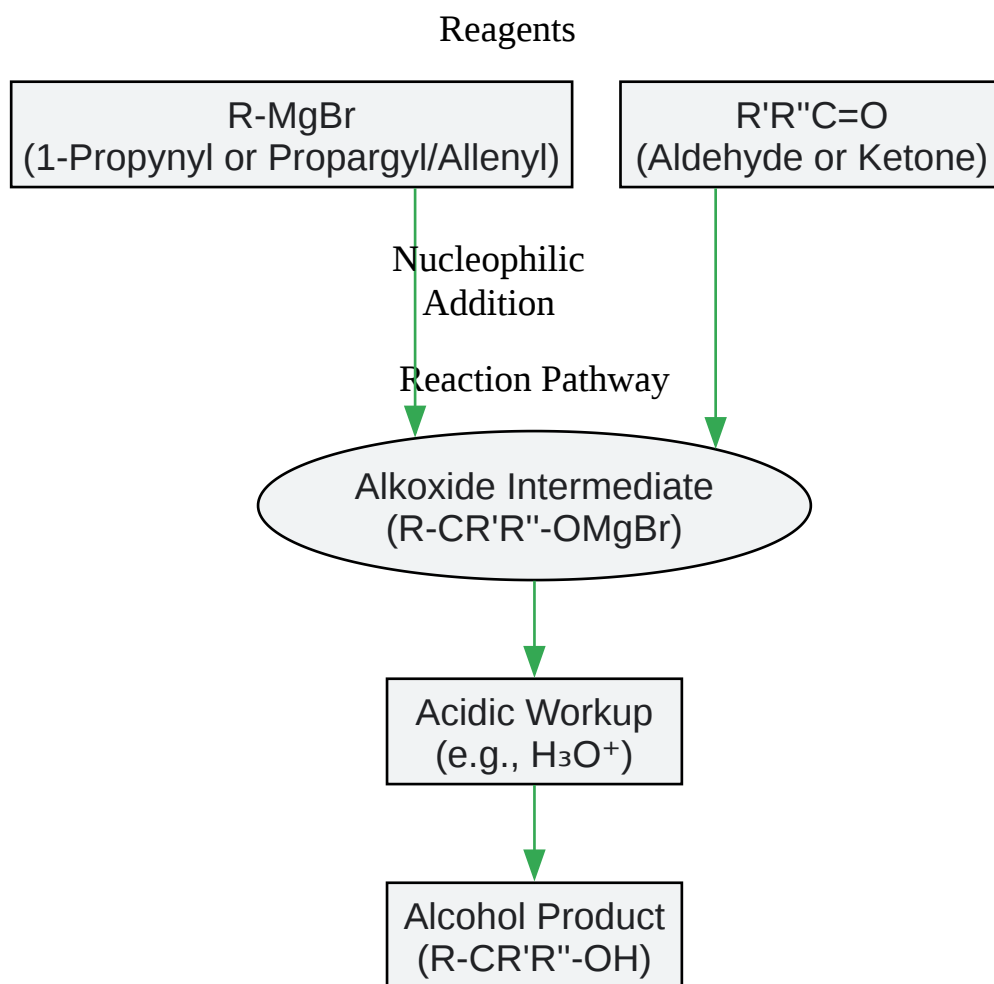 Reagents
R-MgBr
(1-Propynyl or Propargyl/Allenyl)
R'R"C=O
(Aldehyde or Ketone)
Nucleophilic
Addition
Reaction Pathway
Alkoxide Intermediate
(R-CR'R"-OMgBr)
Acidic Workup
(e.g., H₃O⁺)
Alcohol Product
(R-CR'R"-OH)